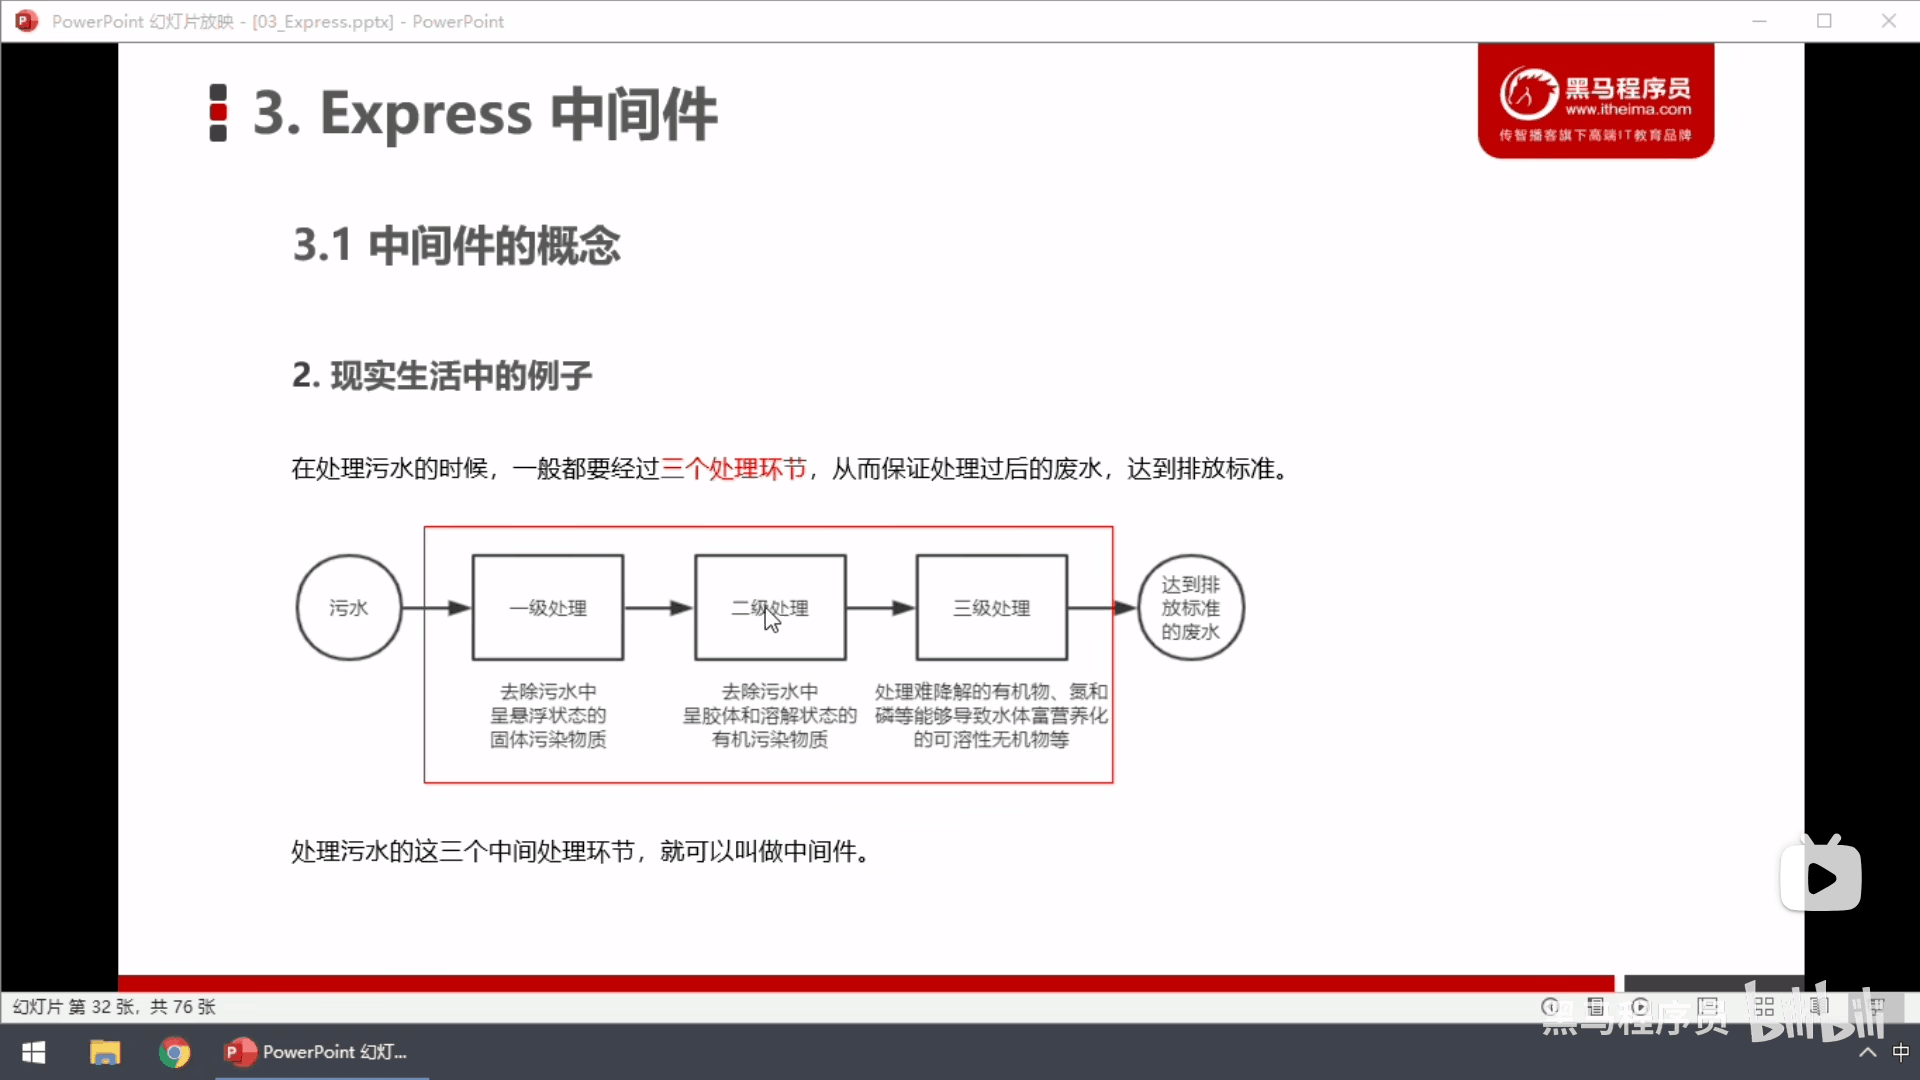 PowerPoint 幻灯片放映 - [03_Express.pptx] - PowerPoint
3. Express 中间件
黑马程序员
www.itheima.com
传智播客旗下高端IT教育品牌
3.1 中间件的概念
2. 现实生活中的例子
在处理污水的时候，一般都要经过三个处理环节，从而保证处理过后的废水，达到排放标准。
污水
一级处理
二级处理
三级处理
达到排
放标准
的废水
去除污水中
呈悬浮状态的
固体污染物质
去除污水中
呈胶体和溶解状态的
有机污染物质
处理难降解的有机物、氮和
磷等能够导致水体富营养化
的可溶性无机物等
处理污水的这三个中间处理环节，就可以叫做中间件。
幻灯片 第 32 张，共 76 张
黑马程序员 bilibili
PowerPoint 幻灯...
中